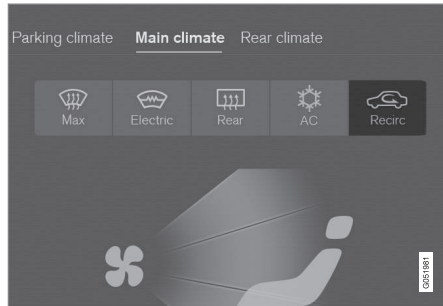 Parking climate Main climate Rear climate
Max Electric Rear AC Recirc
G051981